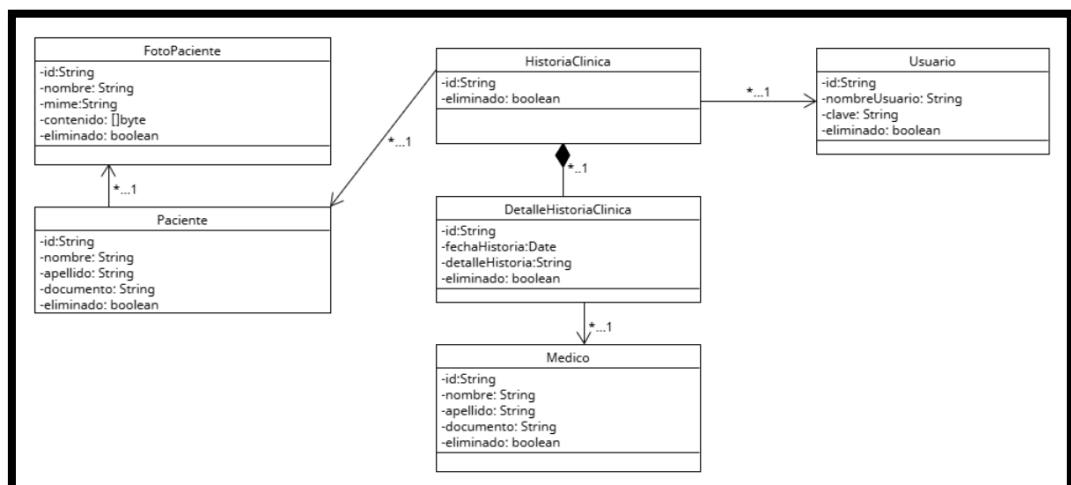 FotoPaciente
-id:String
-nombre: String
-mime:String
-contenido: []byte
-eliminado: boolean
HistoriaClinica
-id:String
-eliminado: boolean
Usuario
-id:String
-nombreUsuario: String
-clave: String
-eliminado: boolean
*...1
*...1
*...1
*..1
Paciente
-id:String
-nombre: String
-apellido: String
-documento: String
-eliminado: boolean
DetalleHistoriaClinica
-id:String
-fechaHistoria:Date
-detalleHistoria:String
-eliminado: boolean
*...1
Medico
-id:String
-nombre: String
-apellido: String
-documento: String
-eliminado: boolean